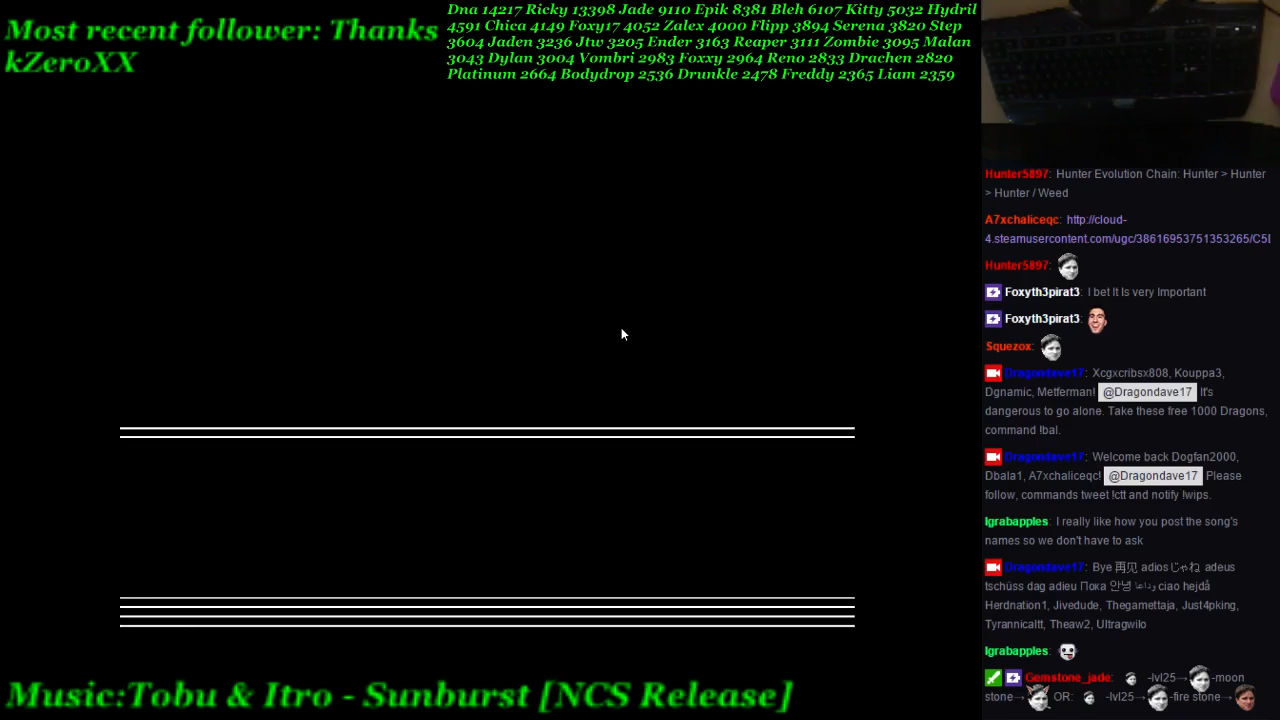 Most recent follower: Thanks
kZeroXX
Dna 14217 Ricky 13398 Jade 9110 Epik 8381 Bleh 6107 Kitty 5032 Hydril
4591 Chica 4149 Foxy17 4052 Zalex 4000 Flipp 3894 Serena 3820 Step
3604 Jaden 3236 Jtw 3205 Ender 3163 Reaper 3111 Zombie 3095 Malan
3043 Dylan 3004 Vombri 2983 Foxxy 2964 Reno 2833 Drachen 2820
Platinum 2664 Bodydrop 2536 Drunkle 2478 Freddy 2365 Liam 2359
Hunter5897: Hunter Evolution Chain: Hunter > Hunter
> Hunter / Weed
A7xchaliceqc: http://cloud-
4.steamusercontent.com/ugc/38616953751353265/C5
Hunter5897:
Foxyth3pirat3: I bet It Is very Important
Foxyth3pirat3:
Squezox:
Dragondave17: Xcgxcribsx808, Kouppa3,
Dgnamic, Metferman! @Dragondave17 It's
dangerous to go alone. Take these free 1000 Dragons,
command !bal.
Dragondave17: Welcome back Dogfan2000,
Dbala1, A7xchaliceqc! @Dragondave17 Please
follow, commands tweet !ctt and notify !wips.
Igrabapples: I really like how you post the song's
names so we don't have to ask
Dragondave17: Bye 再见 adios じゃね adeus
tschüss dag adieu Пока 안녕 وداعا ciao hejdå
Herdnation1, Jivedude, Thegamettaja, Just4pking,
Tyrannicaltt, Theaw2, Ultragwilo
Igrabapples:
Gemstone_jade: -lvl25→ -moon
stone→ OR: -lvl25→ -fire stone→
Music:Tobu & Itro - Sunburst [NCS Release]